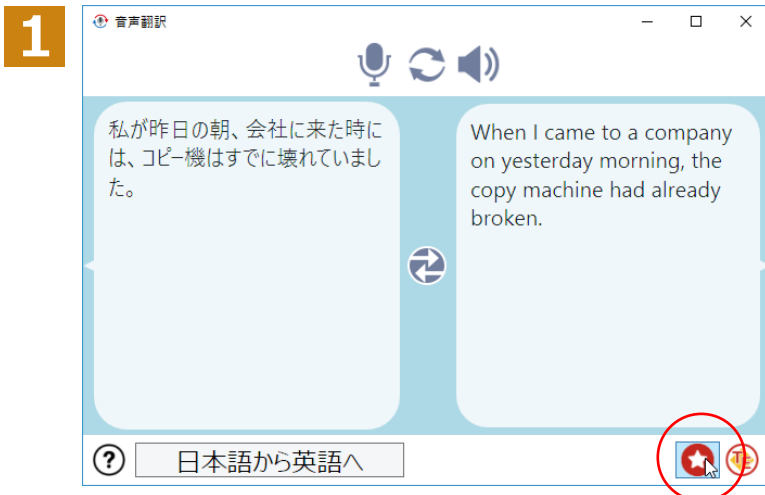 1
音声翻訳
私が昨日の朝、会社に来た時に
は、コピー機はすでに壊れていまし
た。
When I came to a company
on yesterday morning, the
copy machine had already
broken.
?
日本語から英語へ